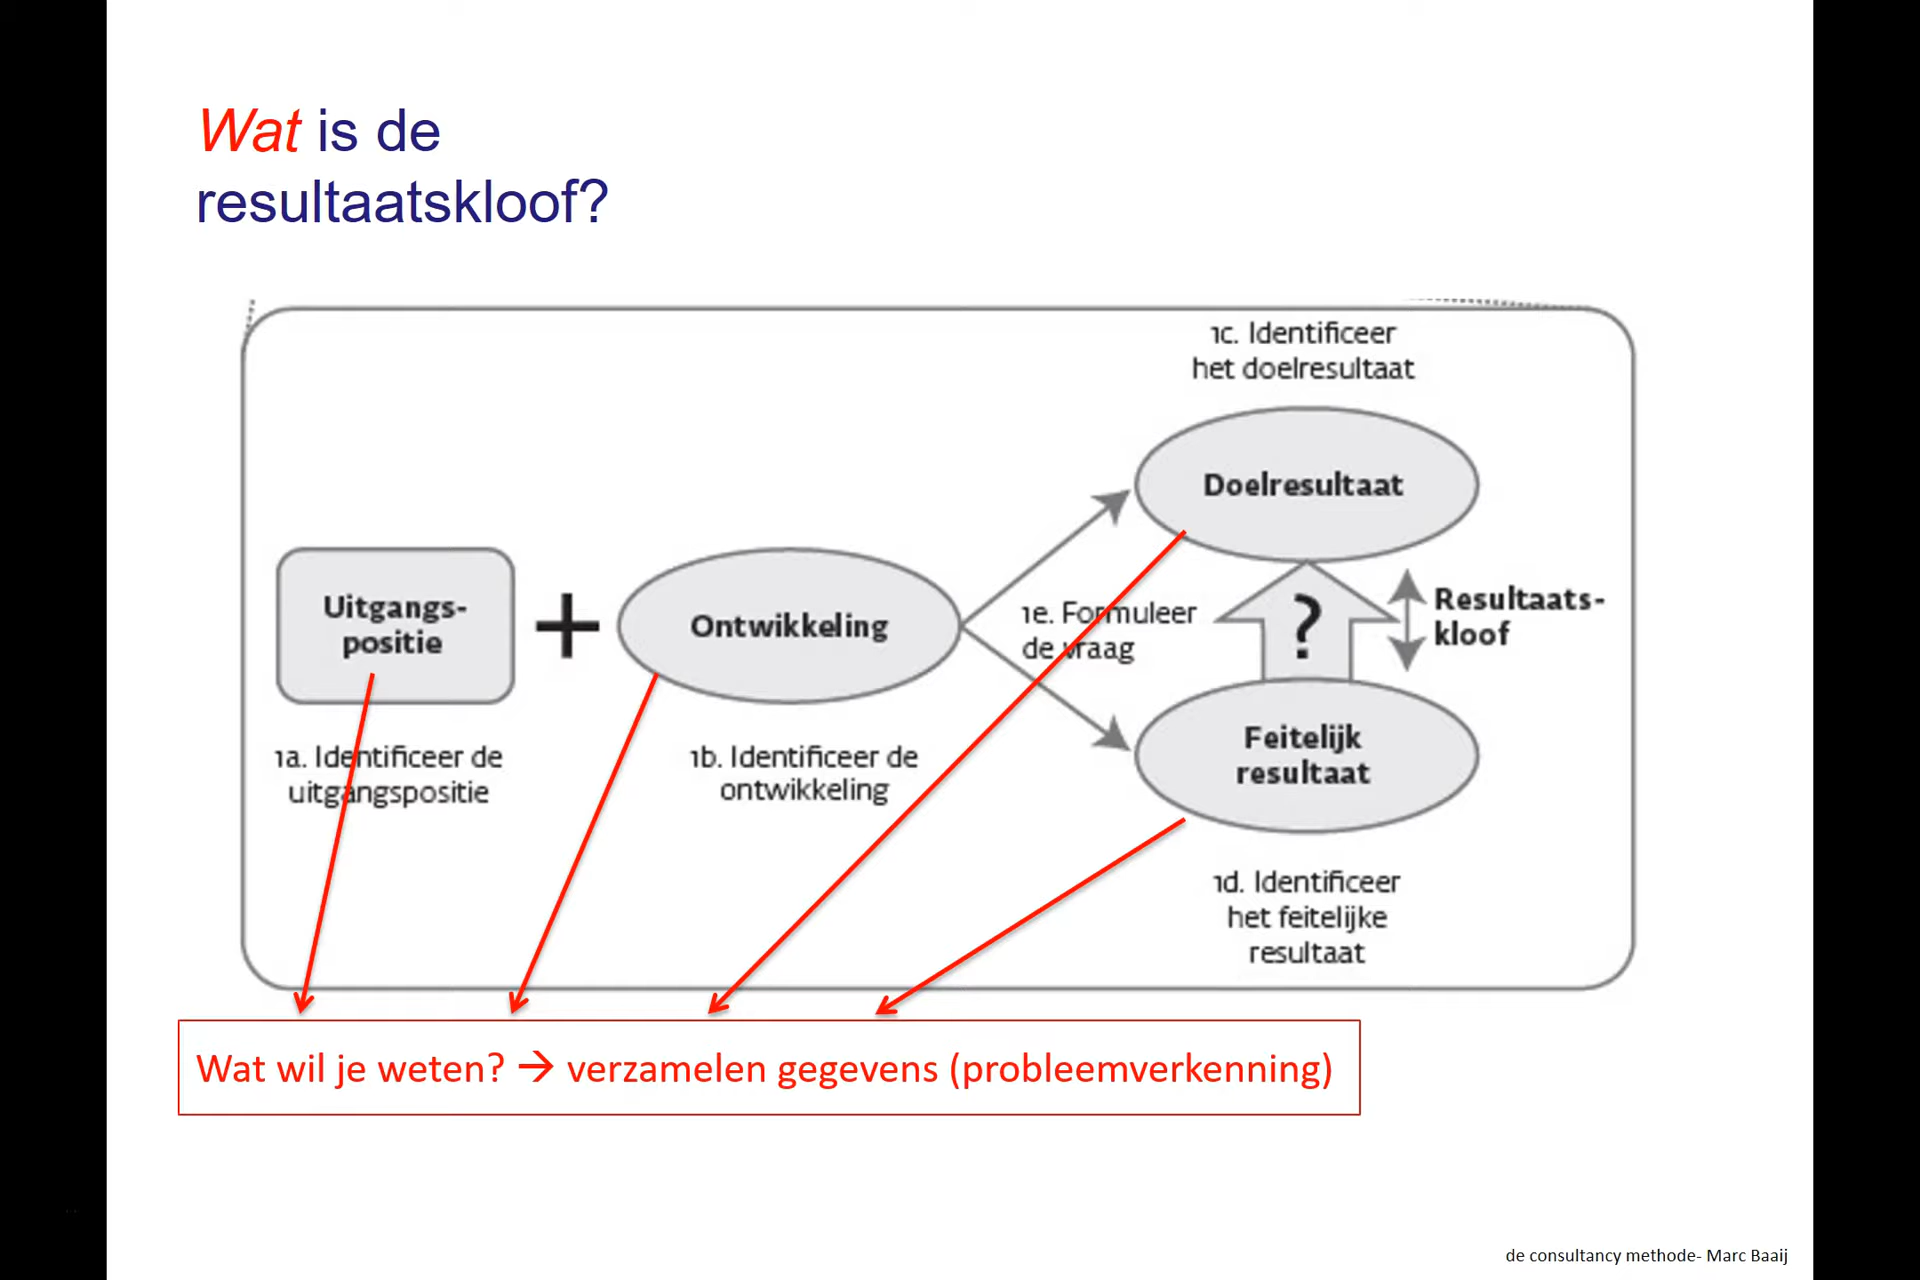 Wat is de
resultaatskloof?
1c. Identificeer
het doelresultaat
Doelresultaat
Uitgangs-
positie
+
Ontwikkeling
1e. Formuleer
de vraag
?
Resultaats-
kloof
Feitelijk
resultaat
1a. Identificeer de
uitgangspositie
1b. Identificeer de
ontwikkeling
1d. Identificeer
het feitelijke
resultaat
Wat wil je weten? → verzamelen gegevens (probleemverkenning)
de consultancy methode- Marc Baaij